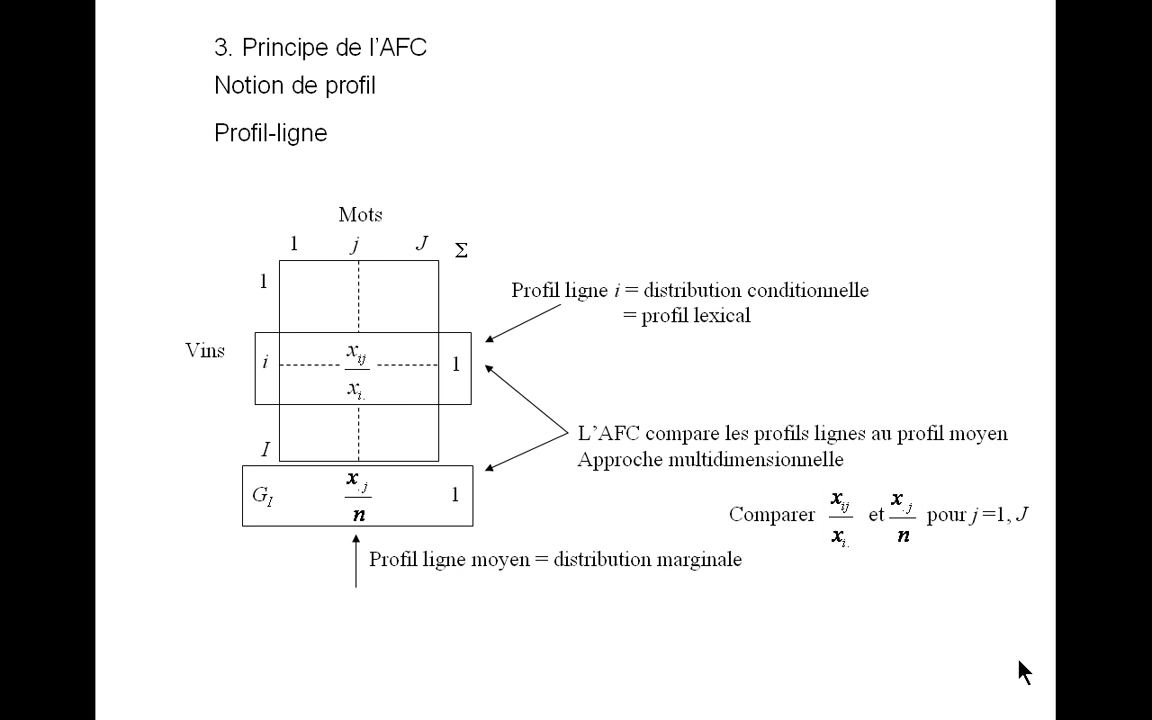 3. Principe de l'AFC
Notion de profil
Profil-ligne
Mots
1 j J Σ
1
Profil ligne i = distribution conditionnelle
= profil lexical
Vins
i x_ij / x_i. 1
I
L'AFC compare les profils lignes au profil moyen
Approche multidimensionnelle
G_I x_.j / n 1
Comparer x_ij / x_i. et x_.j / n pour j=1, J
Profil ligne moyen = distribution marginale